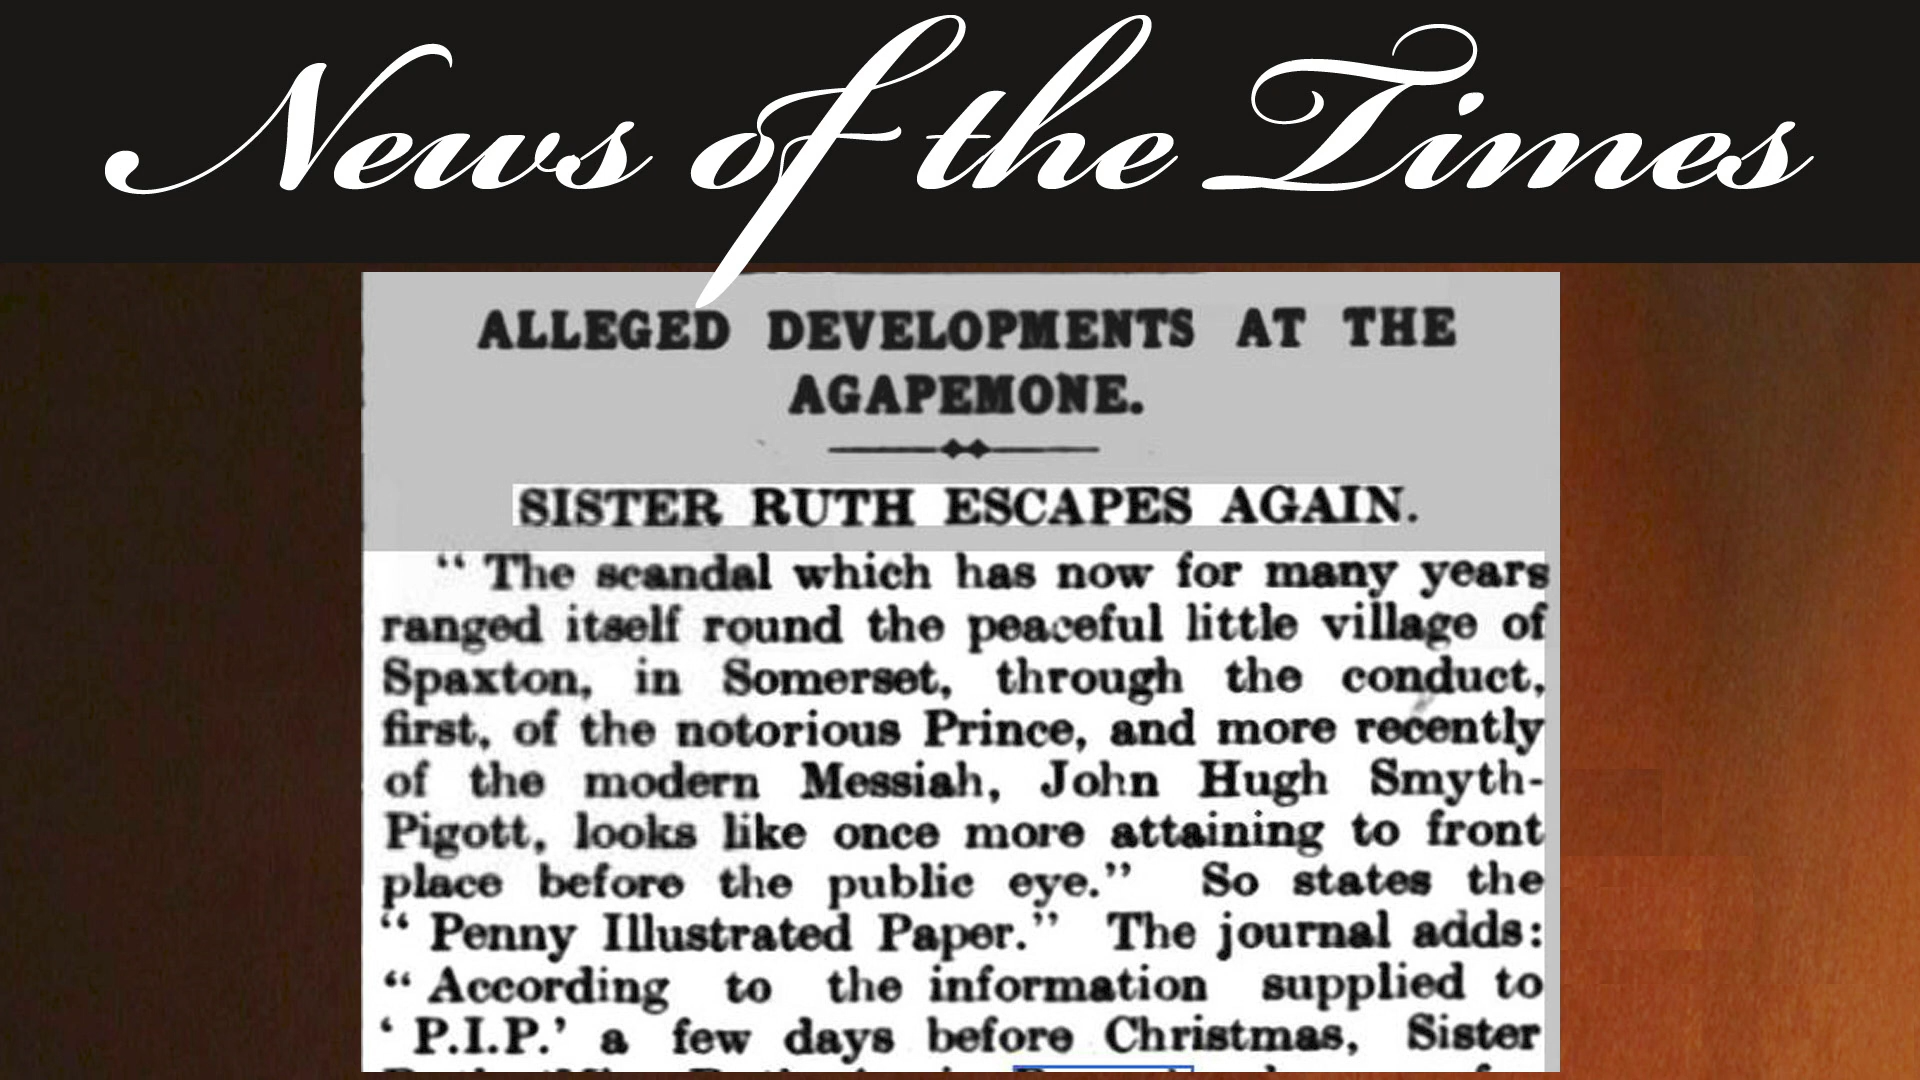 News of the Times
ALLEGED DEVELOPMENTS AT THE
AGAPEMONE.
SISTER RUTH ESCAPES AGAIN.
“ The scandal which has now for many years
ranged itself round the peaceful little village of
Spaxton, in Somerset, through the conduct,
first, of the notorious Prince, and more recently
of the modern Messiah, John Hugh Smyth-
Pigott, looks like once more attaining to front
place before the public eye.” So states the
“ Penny Illustrated Paper.” The journal adds:
“ According to the information supplied to
‘ P.I.P.’ a few days before Christmas, Sister